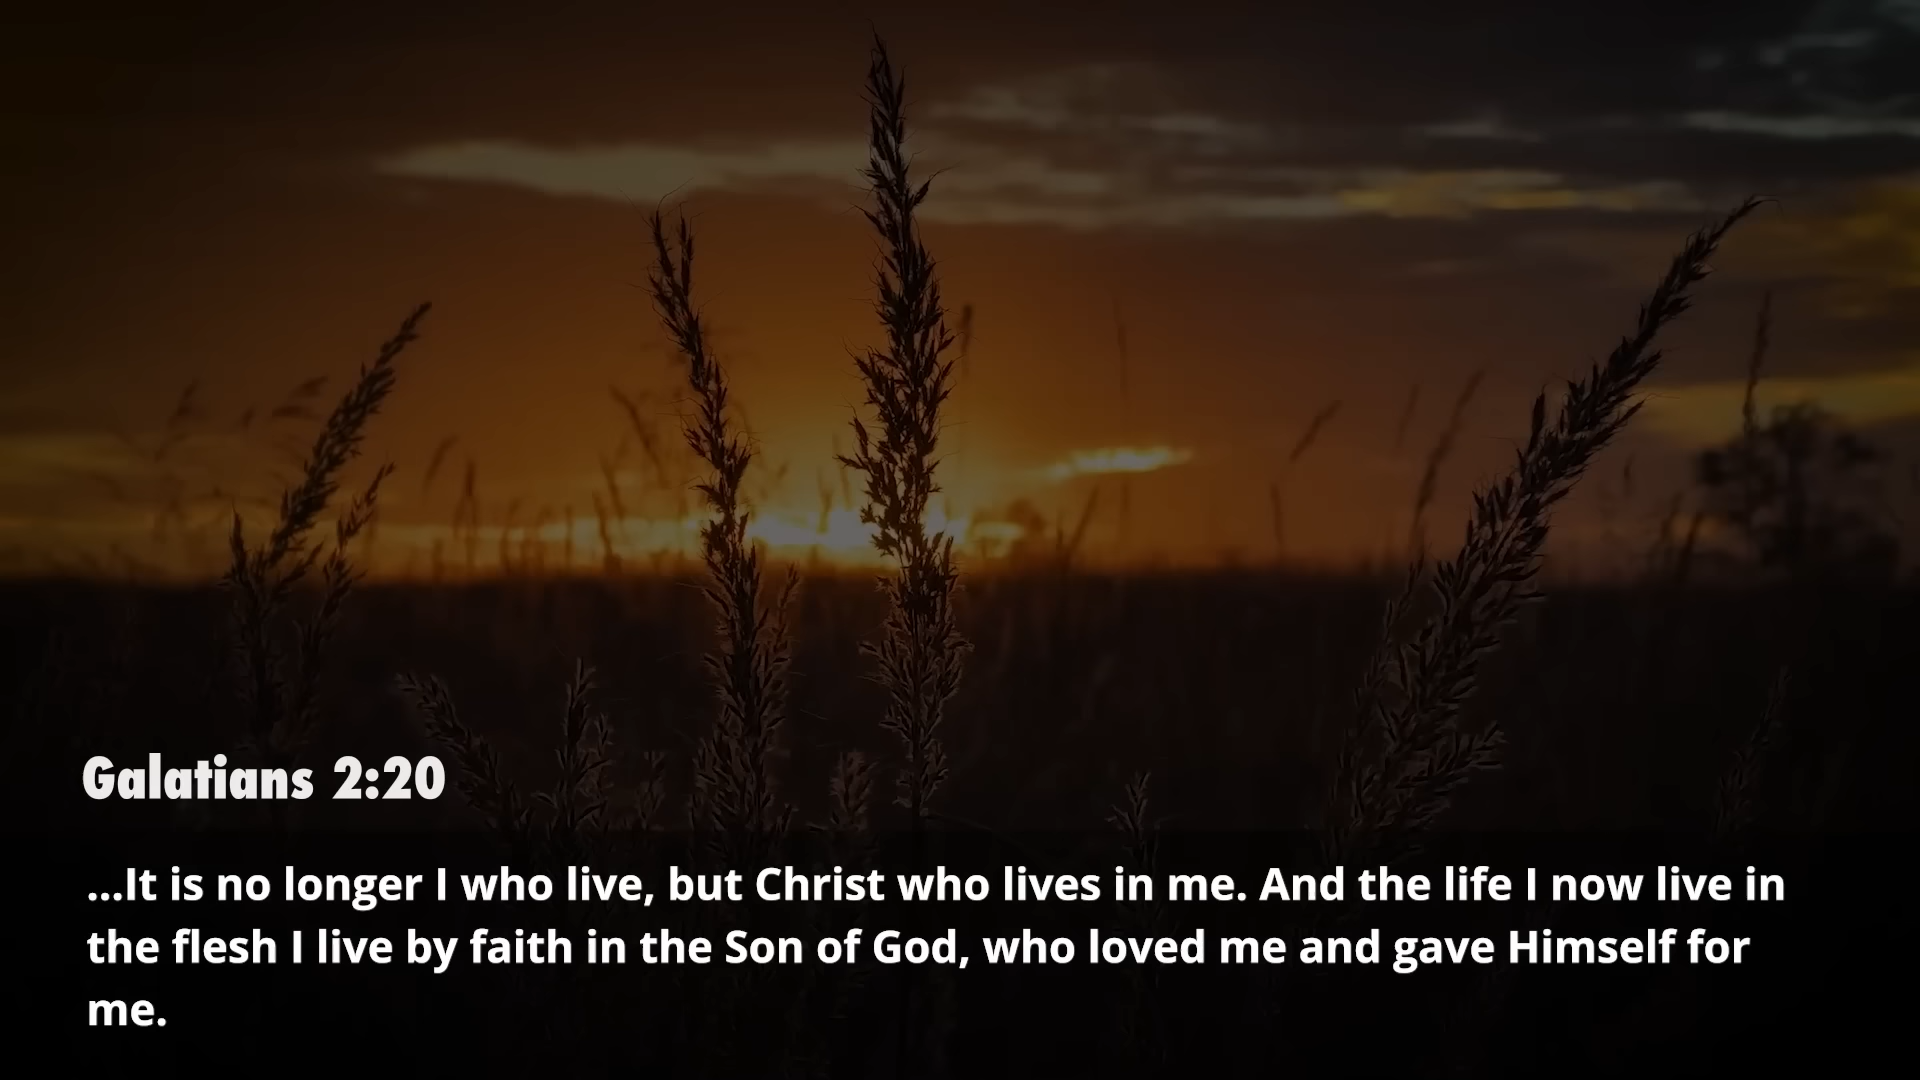 Galatians 2:20
...It is no longer I who live, but Christ who lives in me. And the life I now live in
the flesh I live by faith in the Son of God, who loved me and gave Himself for
me.